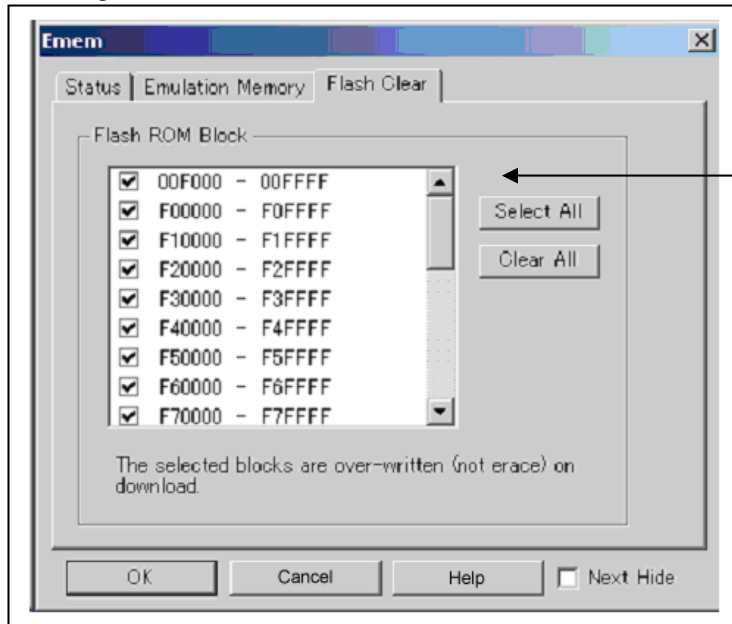 Emem
Status Emulation Memory Flash Clear
Flash ROM Block
00F000 - 00FFFF
F00000 - F0FFFF
F10000 - F1FFFF
F20000 - F2FFFF
F30000 - F3FFFF
F40000 - F4FFFF
F50000 - F5FFFF
F60000 - F6FFFF
F70000 - F7FFFF
Select All
Clear All
The selected blocks are over-written (not erace) on
download.
OK Cancel Help Next Hide